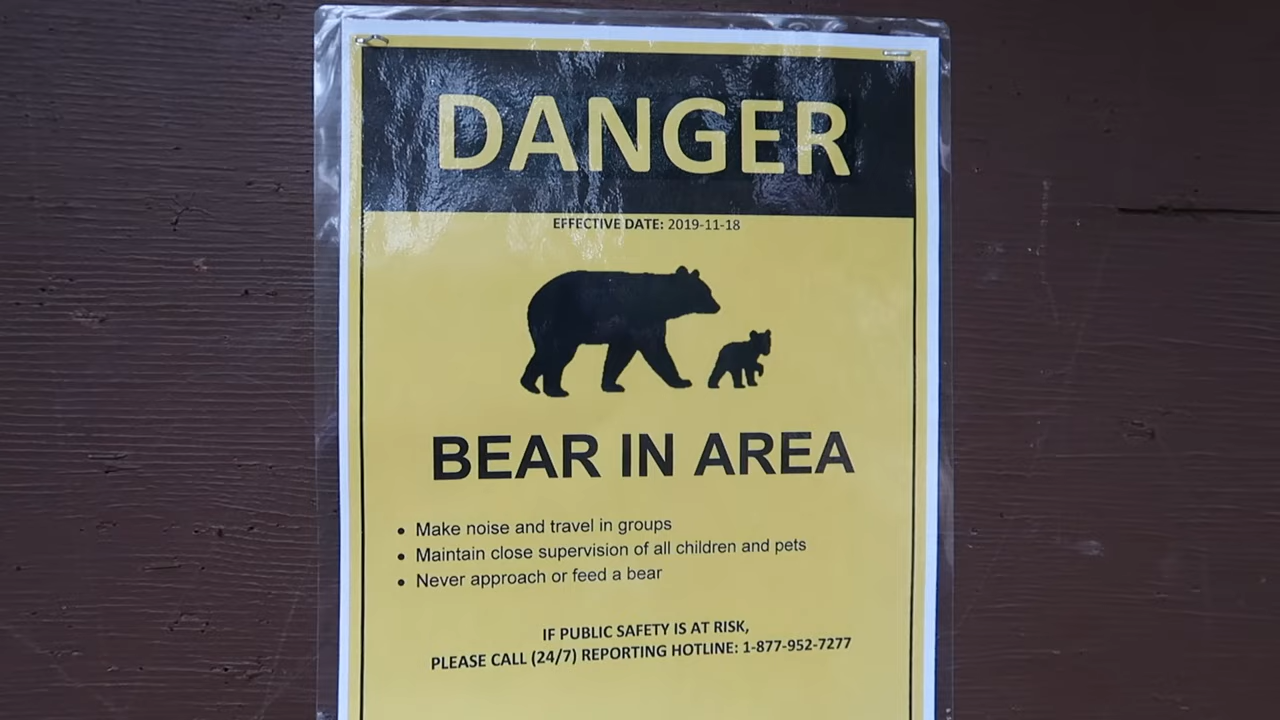 DANGER
EFFECTIVE DATE: 2019-11-18
BEAR IN AREA
• Make noise and travel in groups
• Maintain close supervision of all children and pets
• Never approach or feed a bear
IF PUBLIC SAFETY IS AT RISK,
PLEASE CALL (24/7) REPORTING HOTLINE: 1-877-952-7277